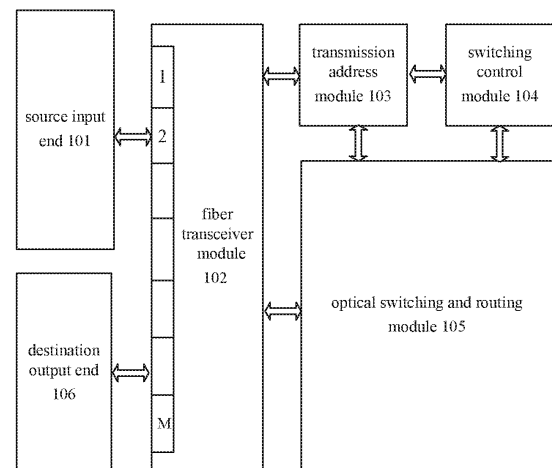 source input
end 101
1
2
M
fiber
transceiver
module
102
transmission
address
module 103
switching
control
module 104
optical switching and routing
module 105
destination
output end
106